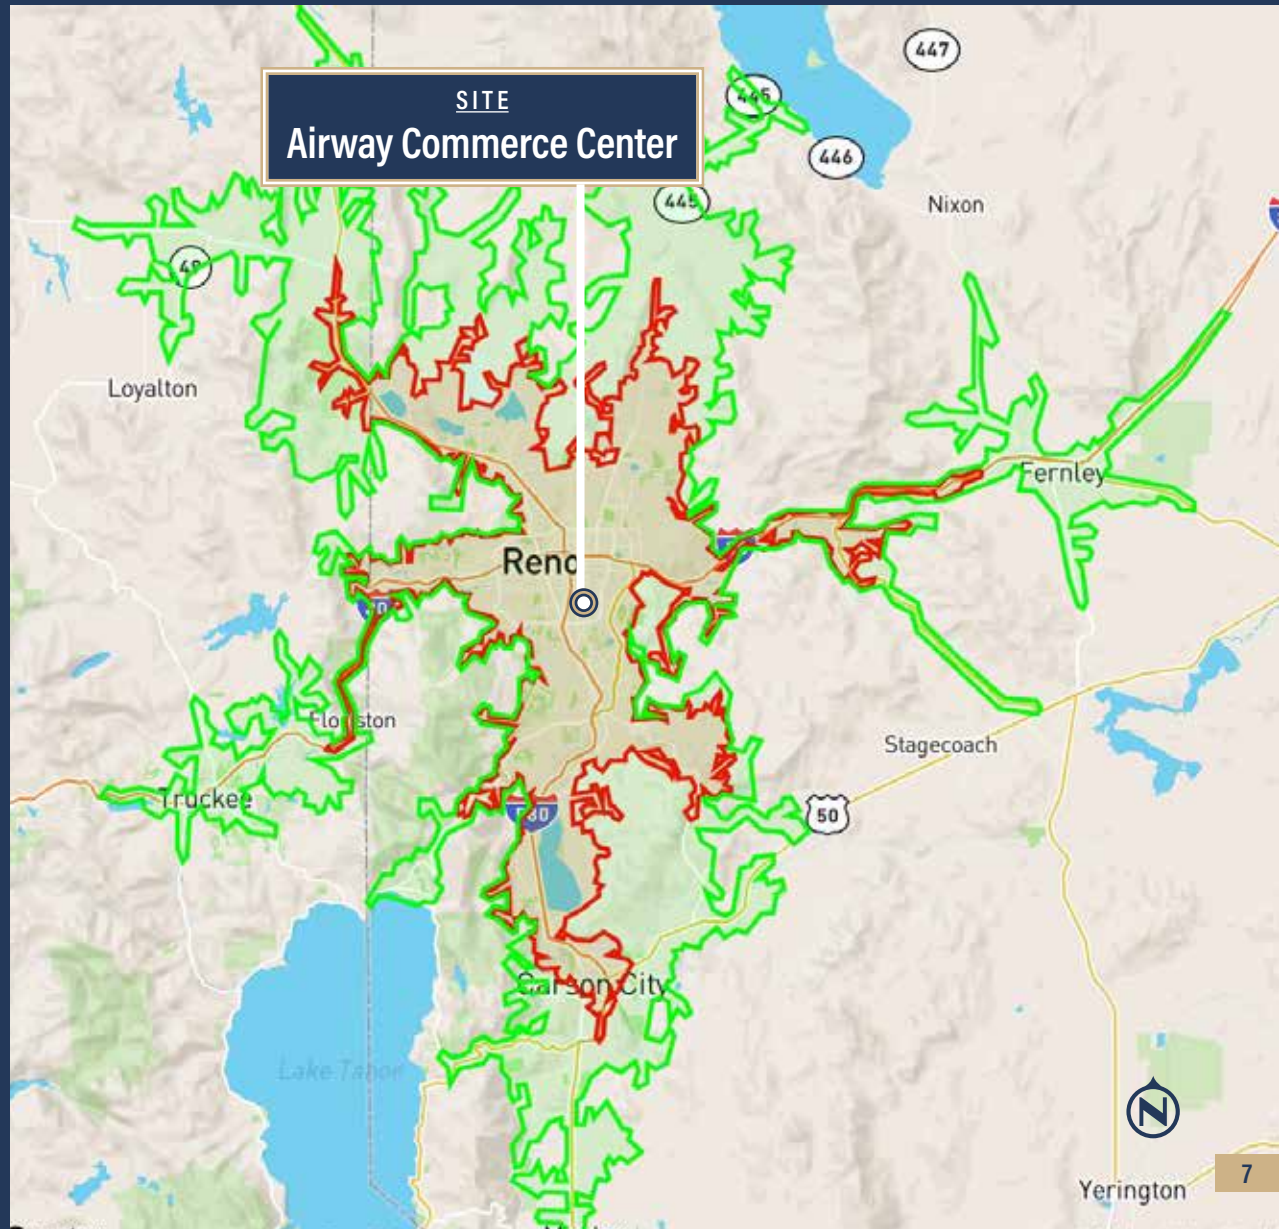 447
SITE
Airway Commerce Center
445
446
445
Nixon
49
Loyalton
Fernley
Reno
80
Floriston
Stagecoach
Truckee
580
50
Carson City
Lake Tahoe
N
7
Yerington